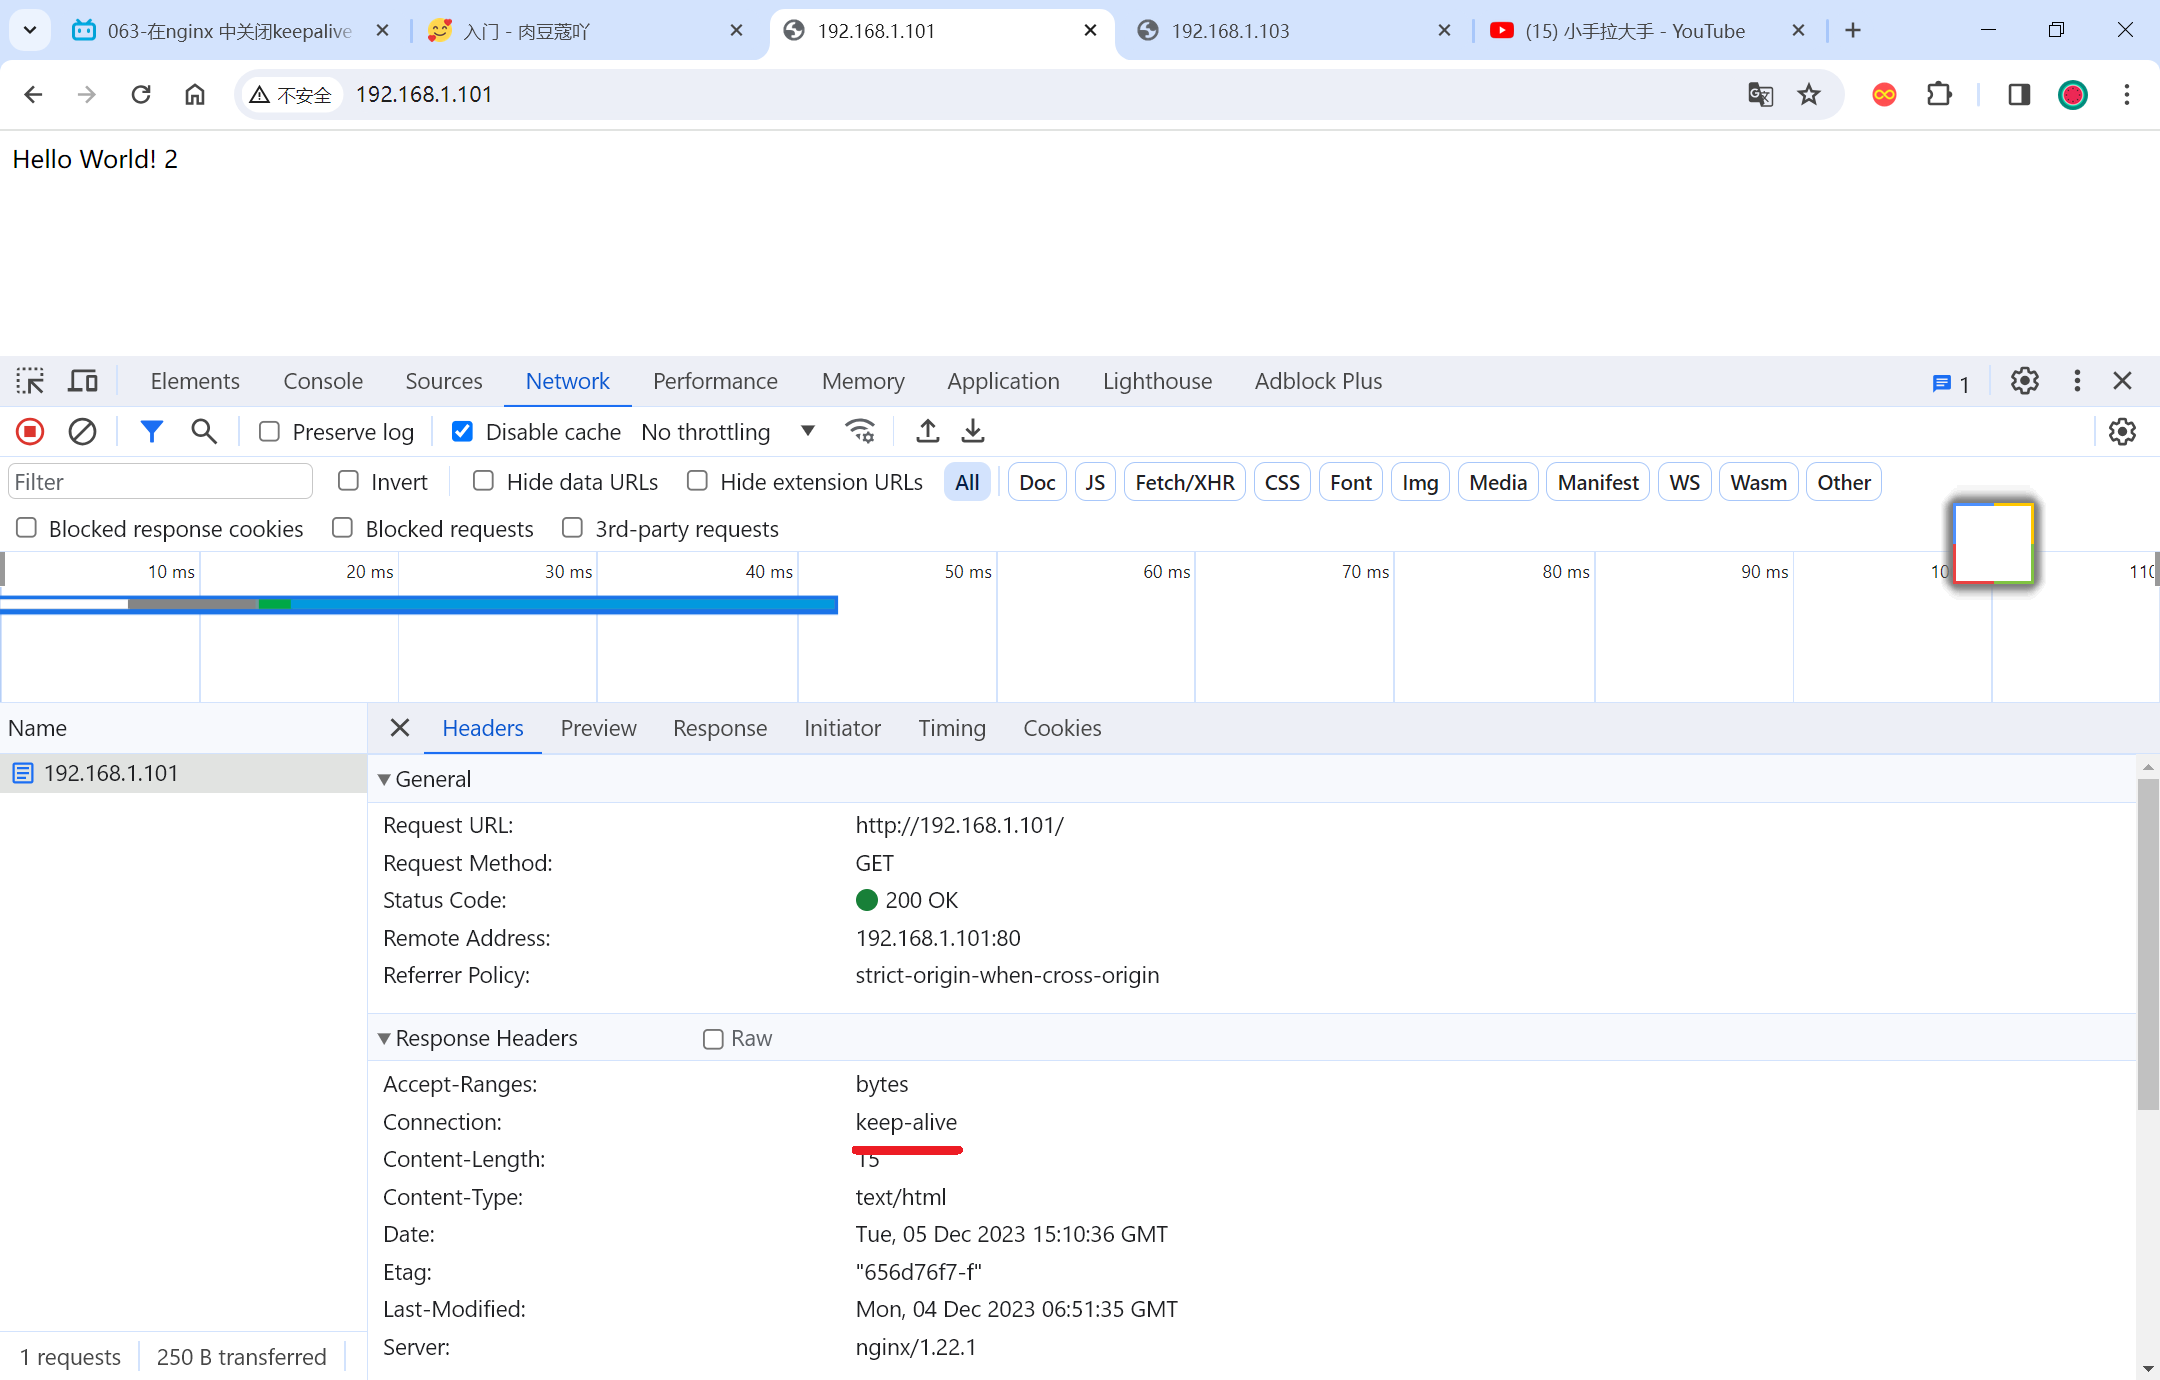 063-在nginx 中关闭keepalive
入门 - 肉豆蔻吖
192.168.1.101
192.168.1.103
(15) 小手拉大手 - YouTube
不安全
192.168.1.101
Hello World! 2
Elements Console Sources Network Performance Memory Application Lighthouse Adblock Plus 1
Preserve log Disable cache No throttling
Filter Invert Hide data URLs Hide extension URLs All Doc JS Fetch/XHR CSS Font Img Media Manifest WS Wasm Other
Blocked response cookies Blocked requests 3rd-party requests
10 ms 20 ms 30 ms 40 ms 50 ms 60 ms 70 ms 80 ms 90 ms
Name
Headers Preview Response Initiator Timing Cookies
192.168.1.101
General
Request URL: http://192.168.1.101/
Request Method: GET
Status Code: 200 OK
Remote Address: 192.168.1.101:80
Referrer Policy: strict-origin-when-cross-origin
Response Headers Raw
Accept-Ranges: bytes
Connection: keep-alive
Content-Length: 15
Content-Type: text/html
Date: Tue, 05 Dec 2023 15:10:36 GMT
Etag: "656d76f7-f"
Last-Modified: Mon, 04 Dec 2023 06:51:35 GMT
Server: nginx/1.22.1
1 requests 250 B transferred